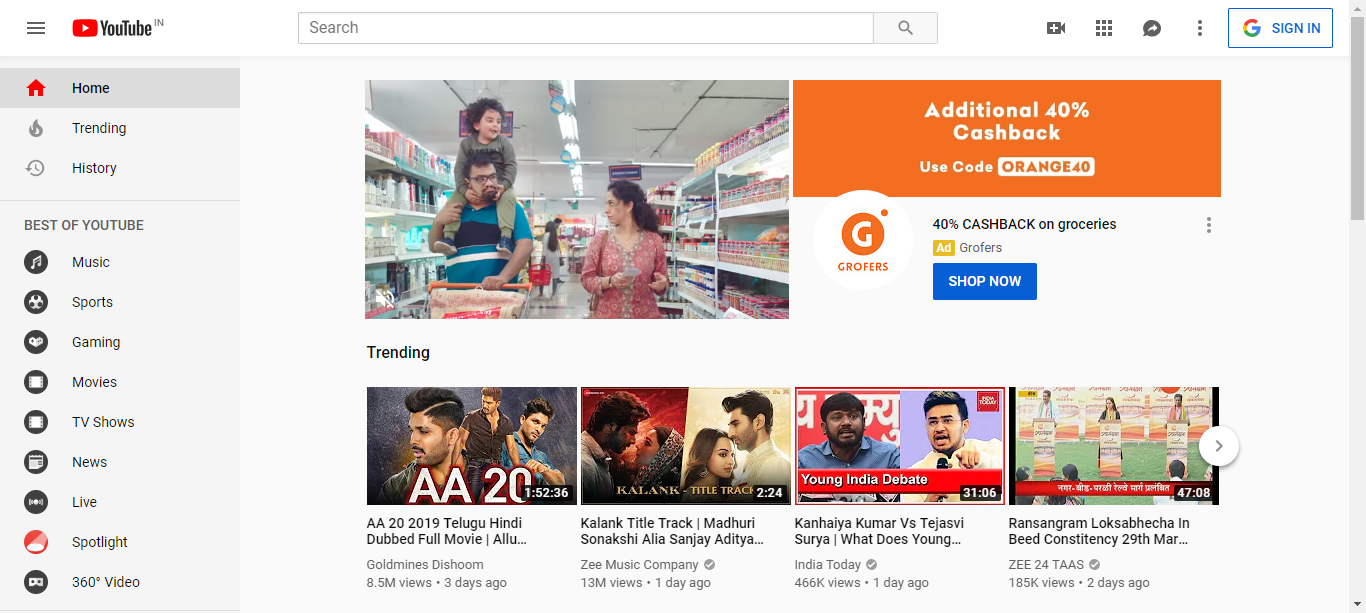 YouTube IN
Search
SIGN IN
Home
Trending
History
BEST OF YOUTUBE
Music
Sports
Gaming
Movies
TV Shows
News
Live
Spotlight
360° Video
Additional 40%
Cashback
Use Code ORANGE40
G
GROFERS
40% CASHBACK on groceries
Ad Grofers
SHOP NOW
Trending
AA 20
1:52:36
AA 20 2019 Telugu Hindi
Dubbed Full Movie | Allu...
Goldmines Dishoom
8.5M views • 3 days ago
KALANK - TITLE TRACK
2:24
Kalank Title Track | Madhuri
Sonakshi Alia Sanjay Aditya...
Zee Music Company
13M views • 1 day ago
INDIA
TODAY
Young India Debate
31:06
Kanhaiya Kumar Vs Tejasvi
Surya | What Does Young...
India Today
466K views • 1 day ago
नगर-बीड-परळी रेल्वे मार्ग प्रलंबित
47:08
Ransangram Loksabhecha In
Beed Constitency 29th Mar...
ZEE 24 TAAS
185K views • 2 days ago